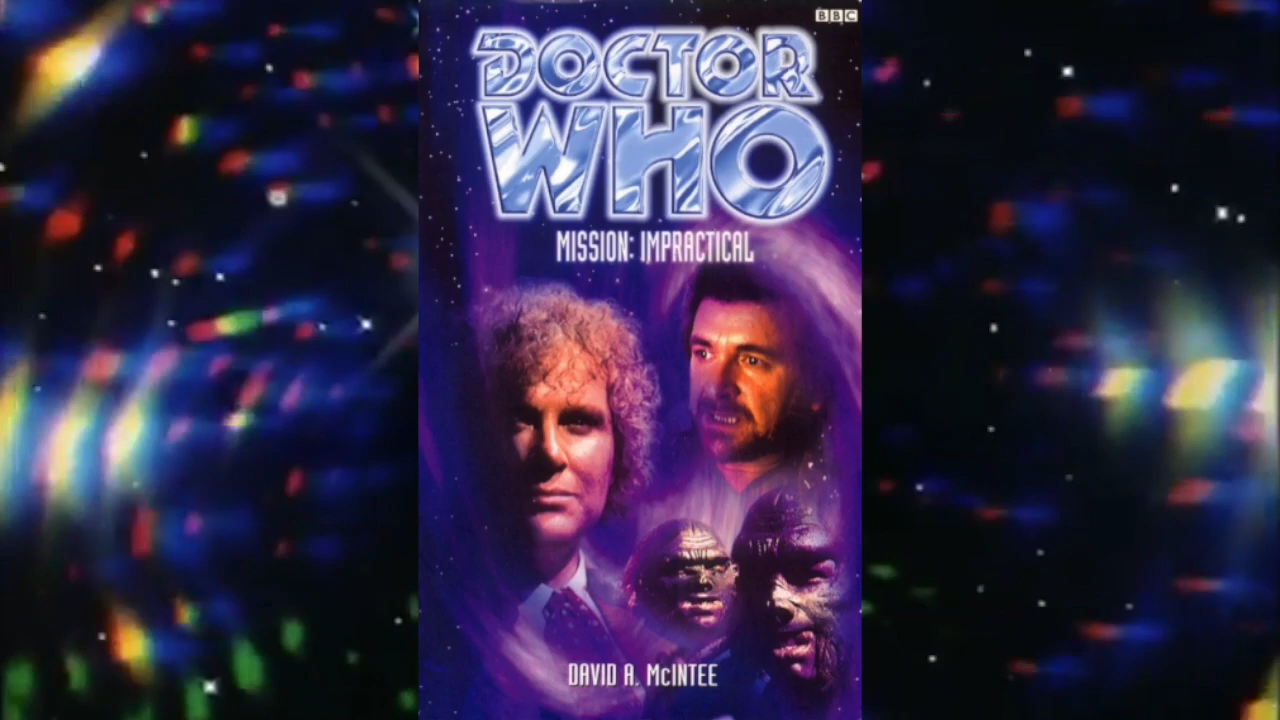 BBC
DOCTOR
WHO
MISSION: IMPRACTICAL
DAVID A. McINTEE